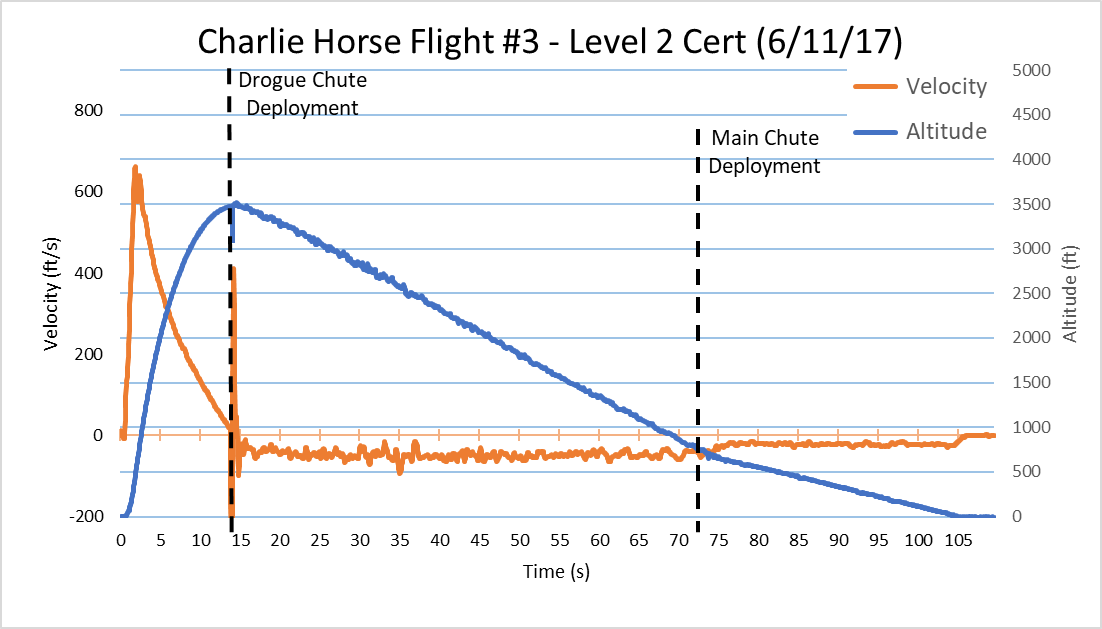 Charlie Horse Flight #3 - Level 2 Cert (6/11/17)
Drogue Chute
Deployment
Main Chute
Deployment
Velocity
Altitude
Velocity (ft/s)
800
600
400
200
0
-200
5000
4500
4000
3500
3000
2500
2000
1500
1000
500
0
Altitude (ft)
0 5 10 15 20 25 30 35 40 45 50 55 60 65 70 75 80 85 90 95 100 105
Time (s)